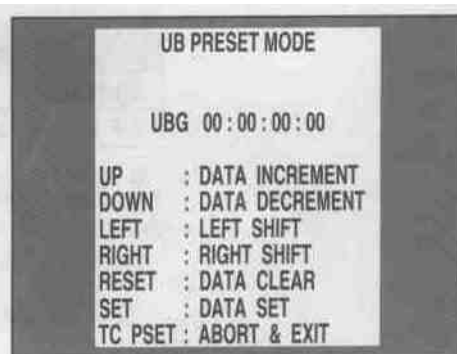 UB PRESET MODE
UBG 00:00:00:00
UP : DATA INCREMENT
DOWN : DATA DECREMENT
LEFT : LEFT SHIFT
RIGHT : RIGHT SHIFT
RESET : DATA CLEAR
SET : DATA SET
TC PSET : ABORT & EXIT